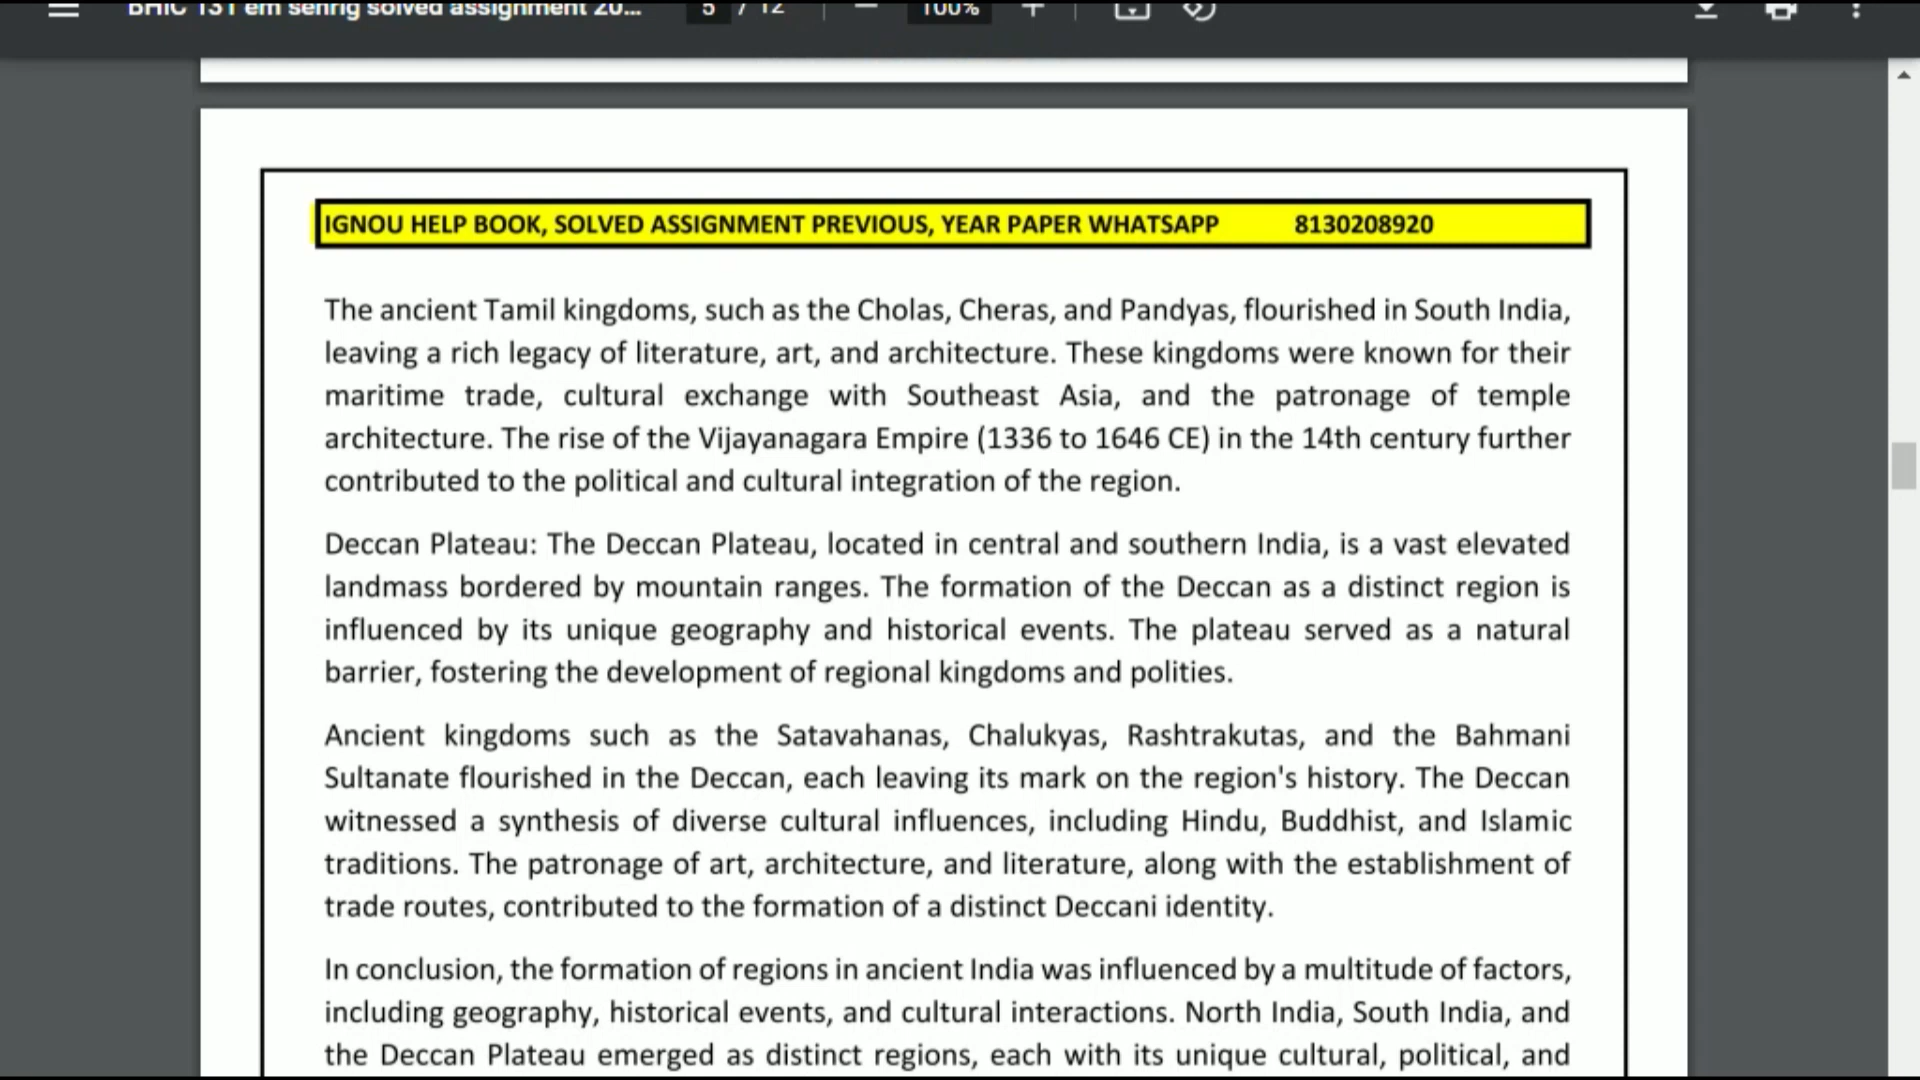 BHIC 131 em sehrig solved assignment 20... 5 / 12 100%
IGNOU HELP BOOK, SOLVED ASSIGNMENT PREVIOUS, YEAR PAPER WHATSAPP 8130208920
The ancient Tamil kingdoms, such as the Cholas, Cheras, and Pandyas, flourished in South India,
leaving a rich legacy of literature, art, and architecture. These kingdoms were known for their
maritime trade, cultural exchange with Southeast Asia, and the patronage of temple
architecture. The rise of the Vijayanagara Empire (1336 to 1646 CE) in the 14th century further
contributed to the political and cultural integration of the region.
Deccan Plateau: The Deccan Plateau, located in central and southern India, is a vast elevated
landmass bordered by mountain ranges. The formation of the Deccan as a distinct region is
influenced by its unique geography and historical events. The plateau served as a natural
barrier, fostering the development of regional kingdoms and polities.
Ancient kingdoms such as the Satavahanas, Chalukyas, Rashtrakutas, and the Bahmani
Sultanate flourished in the Deccan, each leaving its mark on the region's history. The Deccan
witnessed a synthesis of diverse cultural influences, including Hindu, Buddhist, and Islamic
traditions. The patronage of art, architecture, and literature, along with the establishment of
trade routes, contributed to the formation of a distinct Deccani identity.
In conclusion, the formation of regions in ancient India was influenced by a multitude of factors,
including geography, historical events, and cultural interactions. North India, South India, and
the Deccan Plateau emerged as distinct regions, each with its unique cultural, political, and